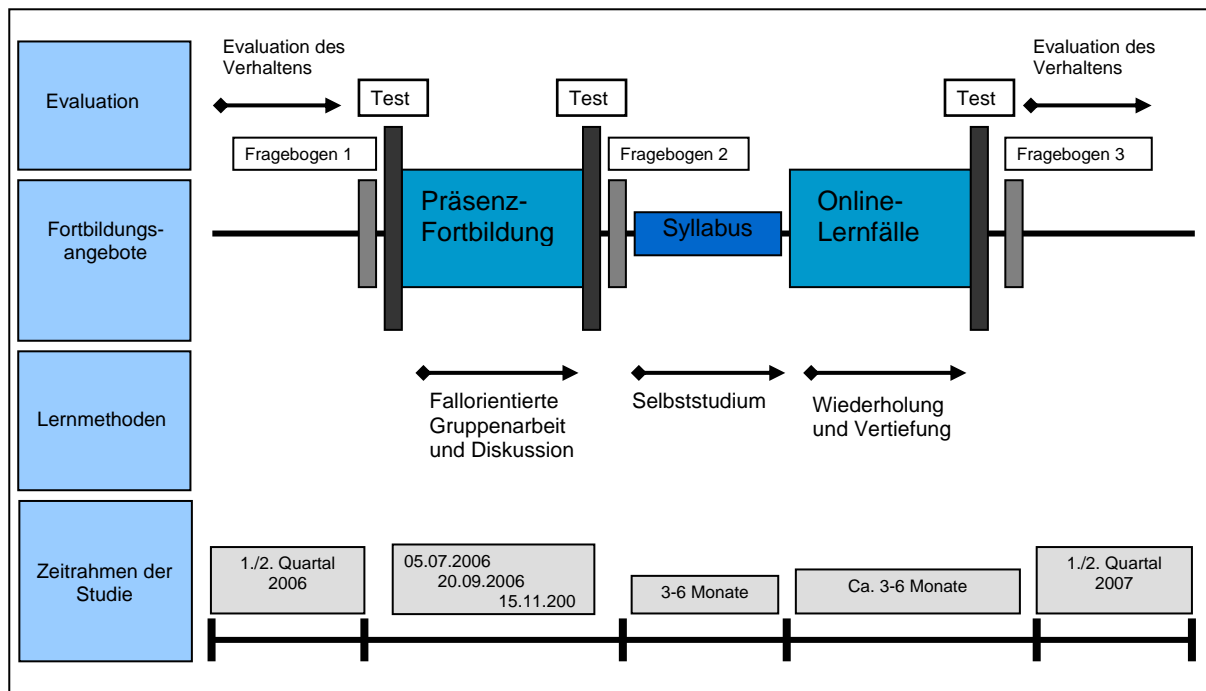 Evaluation
Evaluation des
Verhaltens
Test
Test
Test
Evaluation des
Verhaltens
Fragebogen 1
Fragebogen 2
Fragebogen 3
Fortbildungs-
angebote
Präsenz-
Fortbildung
Syllabus
Online-
Lernfälle
Lernmethoden
Fallorientierte
Gruppenarbeit
und Diskussion
Selbststudium
Wiederholung
und Vertiefung
Zeitrahmen der
Studie
1./2. Quartal
2006
05.07.2006
20.09.2006
15.11.200
3-6 Monate
Ca. 3-6 Monate
1./2. Quartal
2007